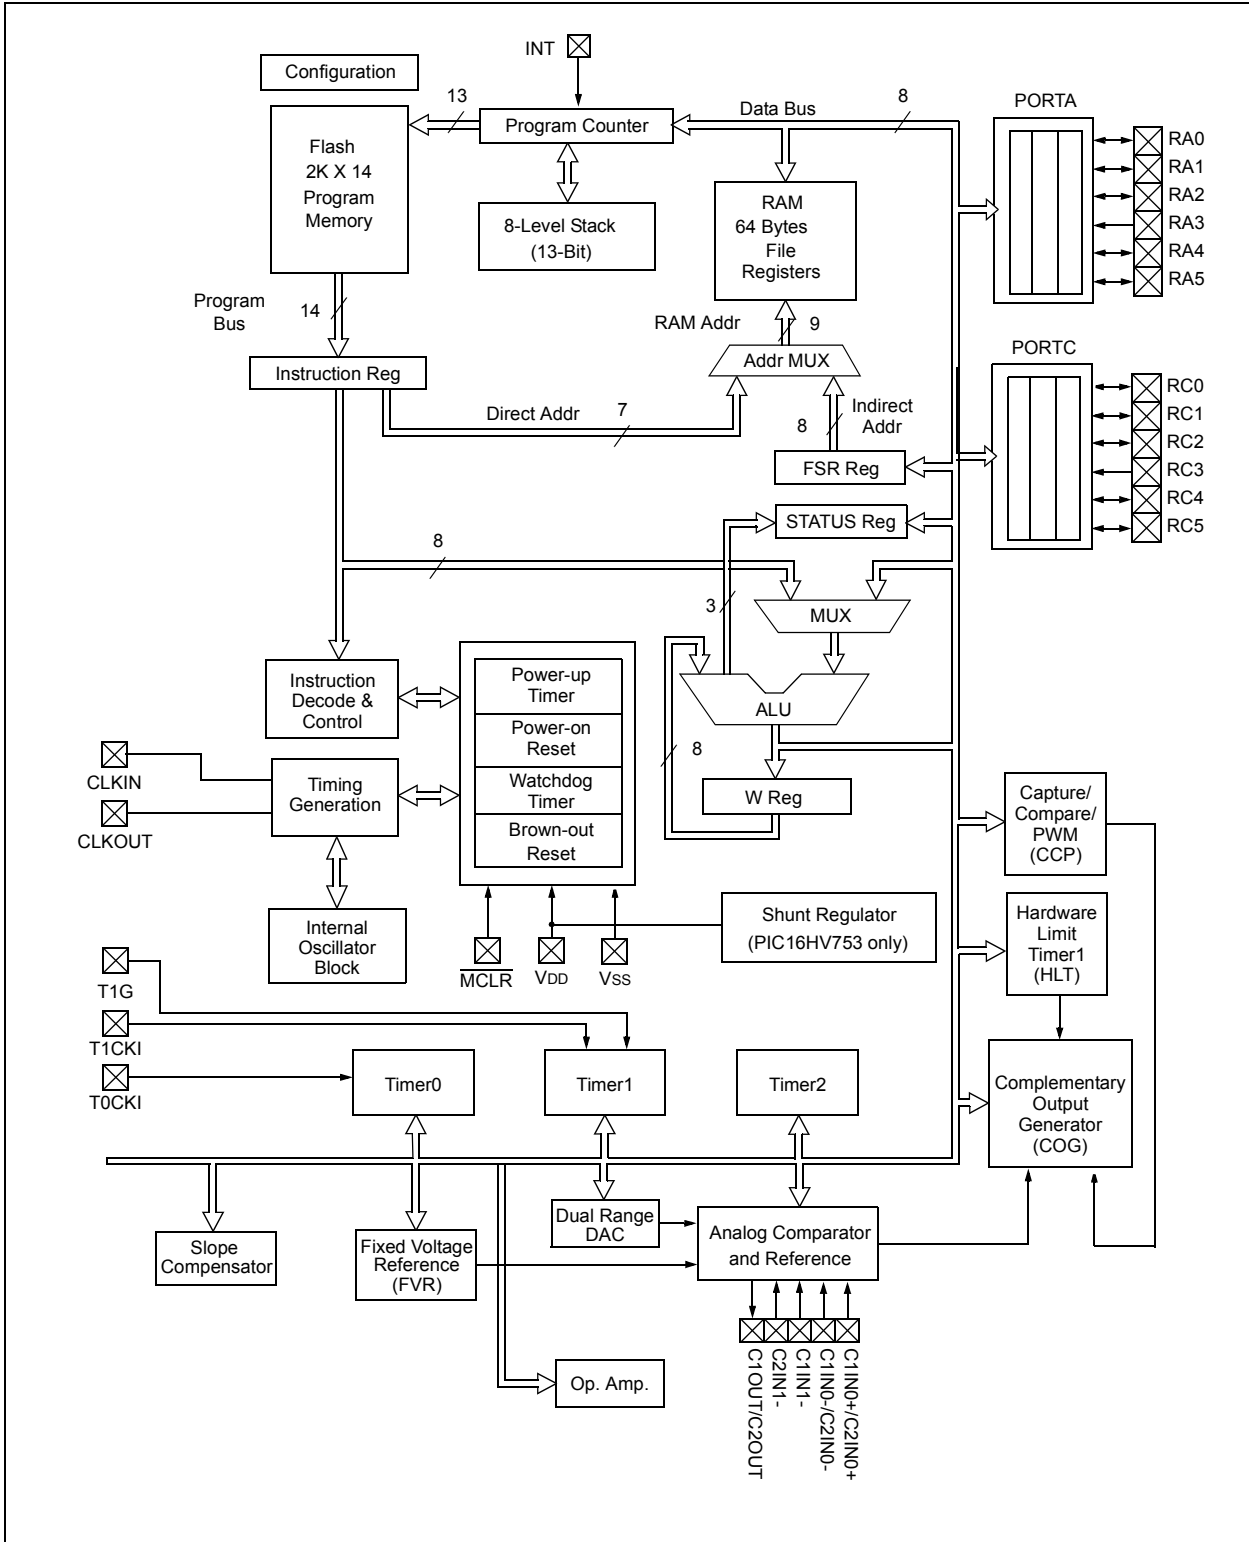 INT
Configuration
13
Data Bus
8
PORTA
Program Counter
Flash
2K X 14
Program
Memory
8-Level Stack
(13-Bit)
RAM
64 Bytes
File
Registers
RA0
RA1
RA2
RA3
RA4
RA5
Program
Bus
14
RAM Addr
9
Addr MUX
PORTC
Instruction Reg
Direct Addr
7
Indirect
Addr
8
FSR Reg
STATUS Reg
RC0
RC1
RC2
RC3
RC4
RC5
8
3
MUX
Instruction
Decode &
Control
Power-up
Timer
Power-on
Reset
Watchdog
Timer
Brown-out
Reset
ALU
8
W Reg
CLKIN
CLKOUT
Timing
Generation
Internal
Oscillator
Block
MCLR
VDD
VSS
Shunt Regulator
(PIC16HV753 only)
Capture/
Compare/
PWM
(CCP)
Hardware
Limit
Timer1
(HLT)
T1G
T1CKI
T0CKI
Timer0
Timer1
Timer2
Complementary
Output
Generator
(COG)
Slope
Compensator
Fixed Voltage
Reference
(FVR)
Dual Range
DAC
Analog Comparator
and Reference
Op. Amp.
C1OUT/C2OUT
C2IN1-
C1IN1-
C1IN0-/C2IN0-
C1IN0+/C2IN0+